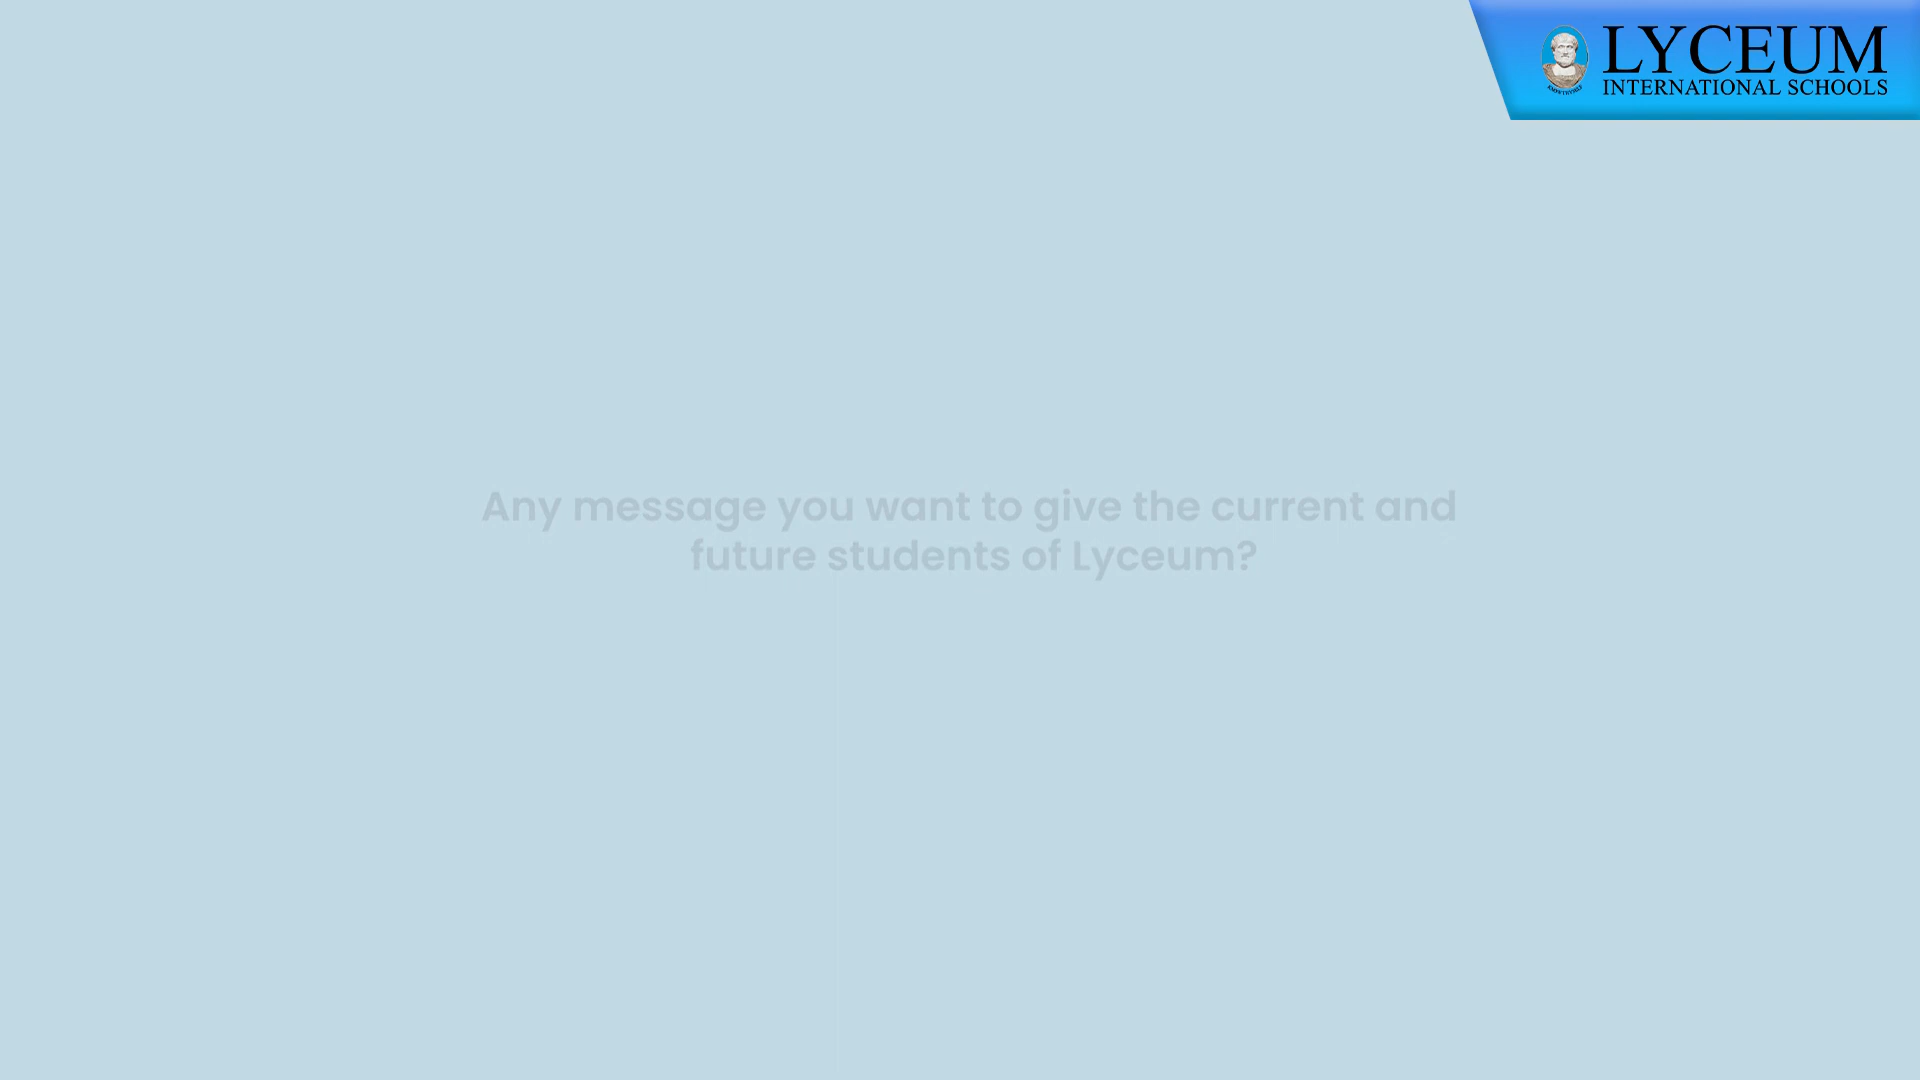 LYCEUM
INTERNATIONAL SCHOOLS
Any message you want to give the current and
future students of Lyceum?